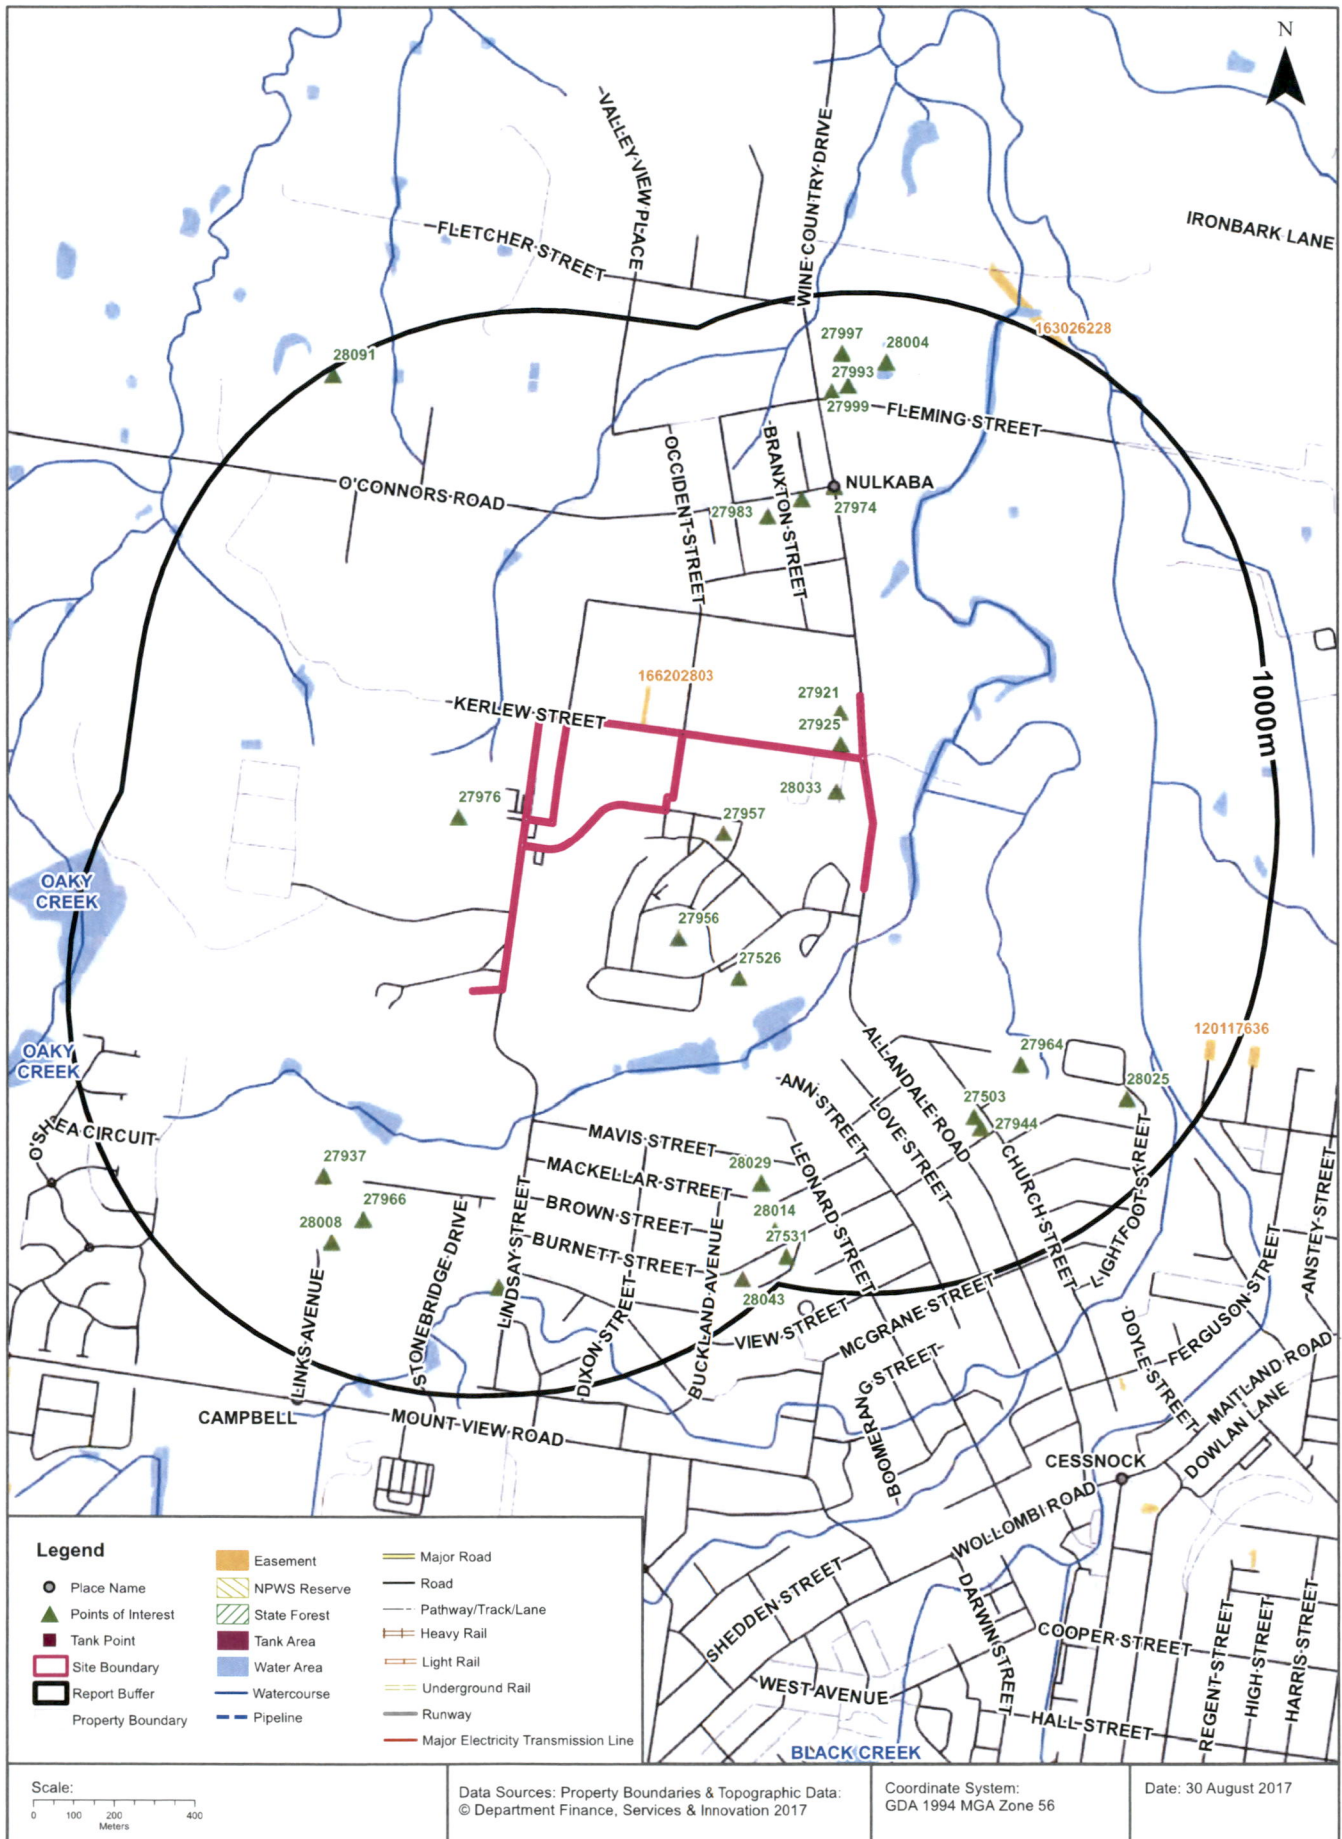 N
VALLEY VIEW PLACE
WINE COUNTRY DRIVE
IRONBARK LANE
FLETCHER STREET
163026228
27997
28004
28091
27993
27999
FLEMING STREET
OCCIDENT STREET
BRANXTON STREET
O'CONNORS ROAD
NULKABA
27983
27974
1000m
166202803
27921
KERLEW STREET
27925
28033
27976
27957
OAKY
CREEK
27956
27526
OAKY
CREEK
120117636
ALLANDALE ROAD
27964
28025
ANN STREET
LOVE STREET
27503
27944
O'SHEA CIRCUIT
MAVIS STREET
LEONARD STREET
CHURCH STREET
LIGHTFOOT STREET
ANSTEY STREET
27937
MACKELLAR STREET
28029
27966
BROWN STREET
28014
28008
BURNETT STREET
27531
LINKS AVENUE
STONEBRIDGE DRIVE
LINDSAY STREET
DIXON STREET
BUCKLAND AVENUE
28043
VIEW STREET
MCGRANE STREET
DOYLE STREET
FERGUSON STREET
BOOMERANG STREET
MAITLAND ROAD
DOWLAN LANE
CAMPBELL
MOUNT VIEW ROAD
CESSNOCK
WOLLOMBI ROAD
SHEDDEN STREET
DARWIN STREET
COOPER STREET
REGENT STREET
HIGH STREET
HARRIS STREET
WEST AVENUE
HALL STREET
BLACK CREEK
Legend
Place Name
Points of Interest
Tank Point
Site Boundary
Report Buffer
Property Boundary
Easement
NPWS Reserve
State Forest
Tank Area
Water Area
Watercourse
Pipeline
Major Road
Road
Pathway/Track/Lane
Heavy Rail
Light Rail
Underground Rail
Runway
Major Electricity Transmission Line
Scale:
0 100 200 400
Meters
Data Sources: Property Boundaries & Topographic Data:
© Department Finance, Services & Innovation 2017
Coordinate System:
GDA 1994 MGA Zone 56
Date: 30 August 2017